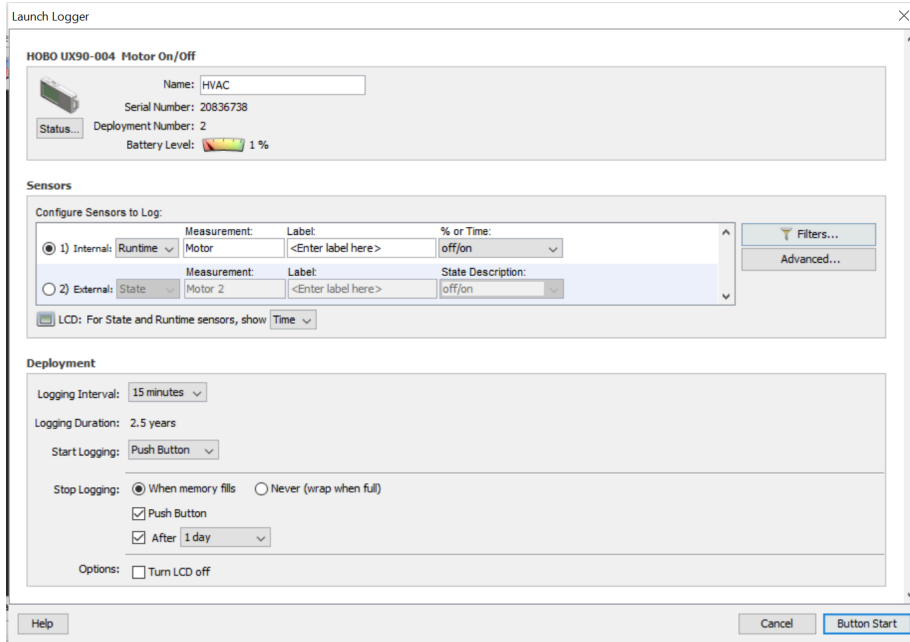 Launch Logger
HOBO UX90-004 Motor On/Off
Name: HVAC
Serial Number: 20836738
Status... Deployment Number: 2
Battery Level: 1 %
Sensors
Configure Sensors to Log:
Measurement: Label: % or Time:
1) Internal: Runtime Motor <Enter label here> off/on
Filters...
Advanced...
Measurement: Label: State Description:
2) External: State Motor 2 <Enter label here> off/on
LCD: For State and Runtime sensors, show Time
Deployment
Logging Interval: 15 minutes
Logging Duration: 2.5 years
Start Logging: Push Button
Stop Logging: When memory fills Never (wrap when full)
Push Button
After 1 day
Options: Turn LCD off
Help Cancel Button Start